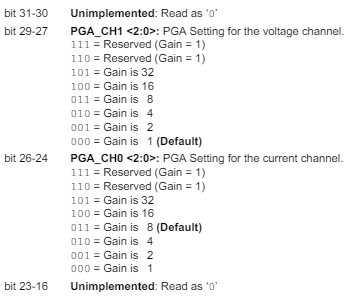 bit 31-30 Unimplemented: Read as ‘0’
bit 29-27 PGA_CH1 <2:0>: PGA Setting for the voltage channel.
111 = Reserved (Gain = 1)
110 = Reserved (Gain = 1)
101 = Gain is 32
100 = Gain is 16
011 = Gain is 8
010 = Gain is 4
001 = Gain is 2
000 = Gain is 1 (Default)
bit 26-24 PGA_CH0 <2:0>: PGA Setting for the current channel.
111 = Reserved (Gain = 1)
110 = Reserved (Gain = 1)
101 = Gain is 32
100 = Gain is 16
011 = Gain is 8 (Default)
010 = Gain is 4
001 = Gain is 2
000 = Gain is 1
bit 23-16 Unimplemented: Read as ‘0’